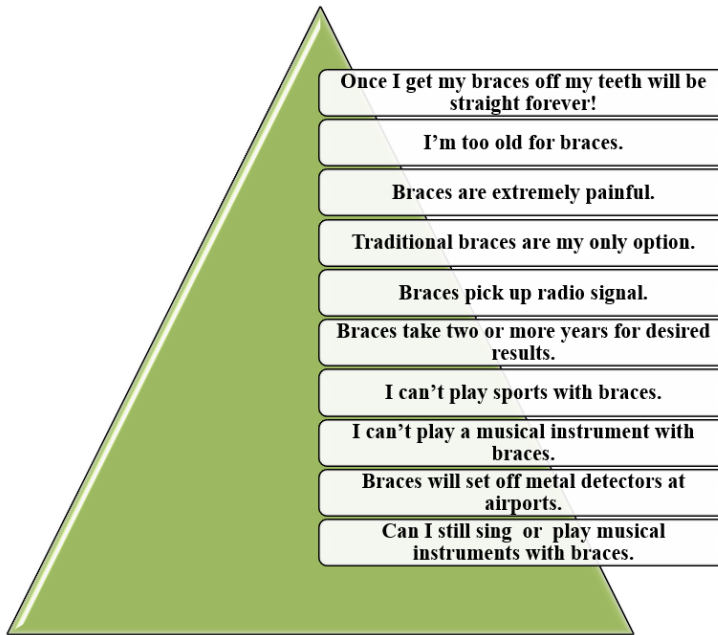 Once I get my braces off my teeth will be
straight forever!
I'm too old for braces.
Braces are extremely painful.
Traditional braces are my only option.
Braces pick up radio signal.
Braces take two or more years for desired
results.
I can't play sports with braces.
I can't play a musical instrument with
braces.
Braces will set off metal detectors at
airports.
Can I still sing  or  play musical
instruments with braces.